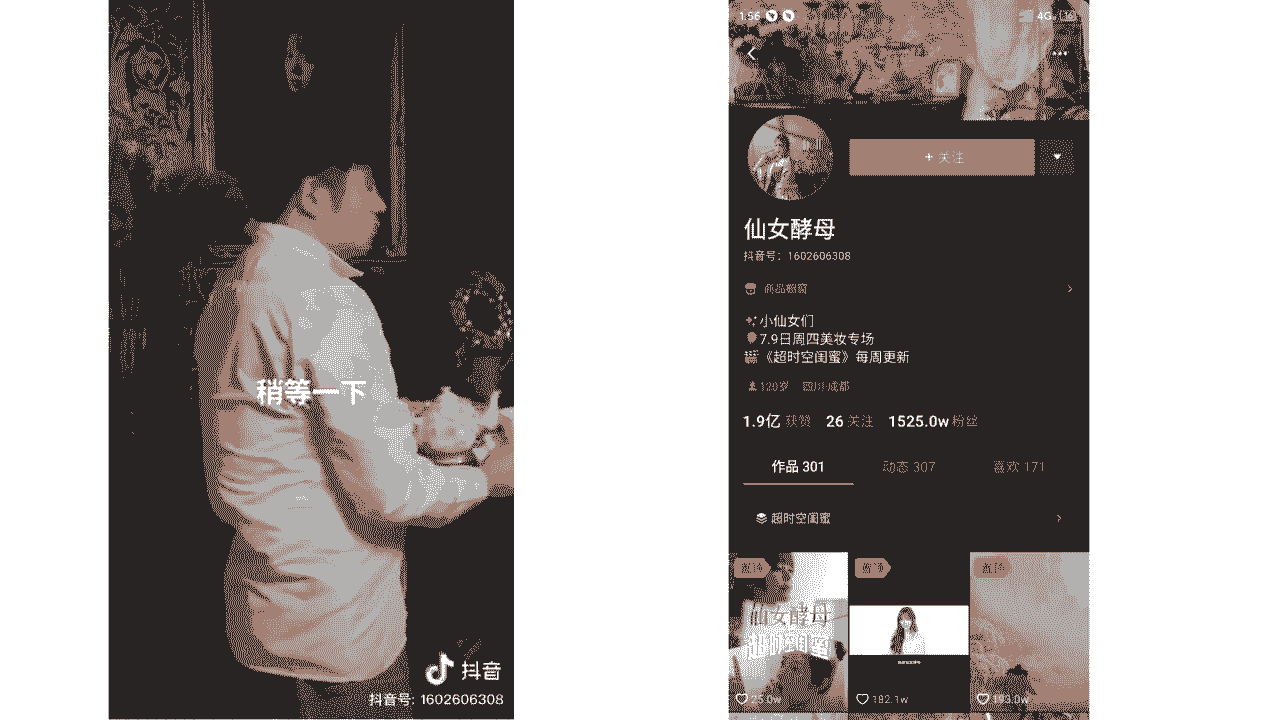 稍等一下
抖音
抖音号: 1602606308
1:56
4G
16
+ 关注
仙女酵母
抖音号：1602606308
商品橱窗
小仙女们
7.9日周四美妆专场
《超时空闺蜜》每周更新
120岁 四川·成都
1.9亿 获赞 26 关注 1525.0w 粉丝
作品 301 动态 307 喜欢 171
超时空闺蜜
置顶 置顶 置顶
仙女酵母
超时空闺蜜
25.0w 182.1w 193.0w